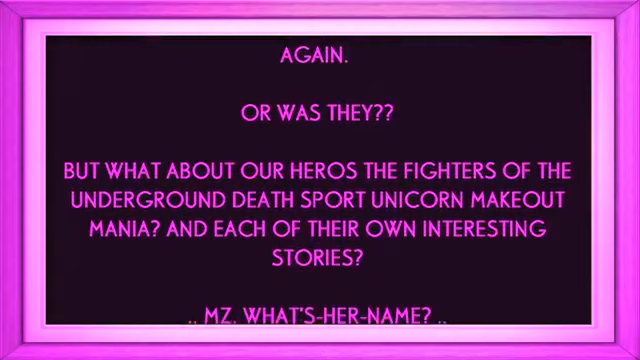 AGAIN.
OR WAS THEY??
BUT WHAT ABOUT OUR HEROS THE FIGHTERS OF THE
UNDERGROUND DEATH SPORT UNICORN MAKEOUT
MANIA? AND EACH OF THEIR OWN INTERESTING
STORIES?
.. MZ. WHAT'S-HER-NAME? ..